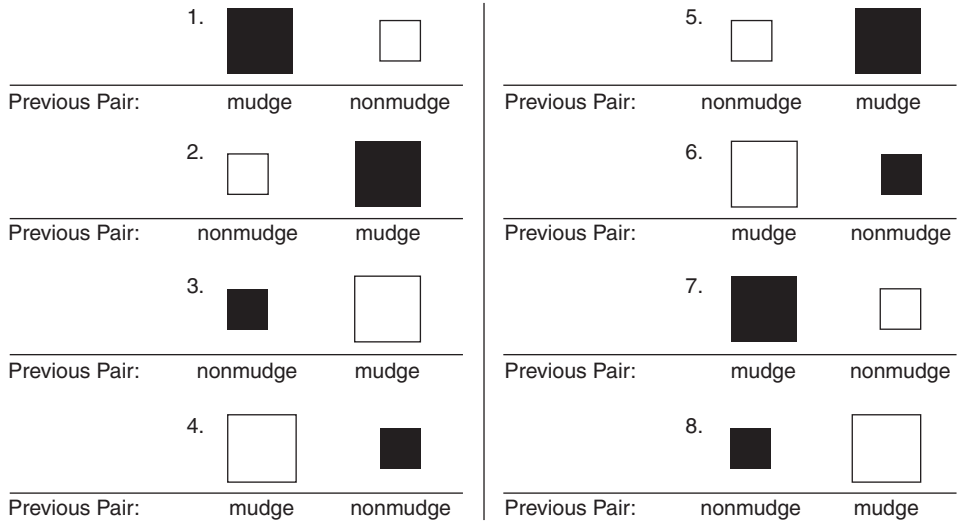 1.
Previous Pair: mudge nonmudge
2.
Previous Pair: nonmudge mudge
3.
Previous Pair: nonmudge mudge
4.
Previous Pair: mudge nonmudge
5.
Previous Pair: nonmudge mudge
6.
Previous Pair: mudge nonmudge
7.
Previous Pair: mudge nonmudge
8.
Previous Pair: nonmudge mudge